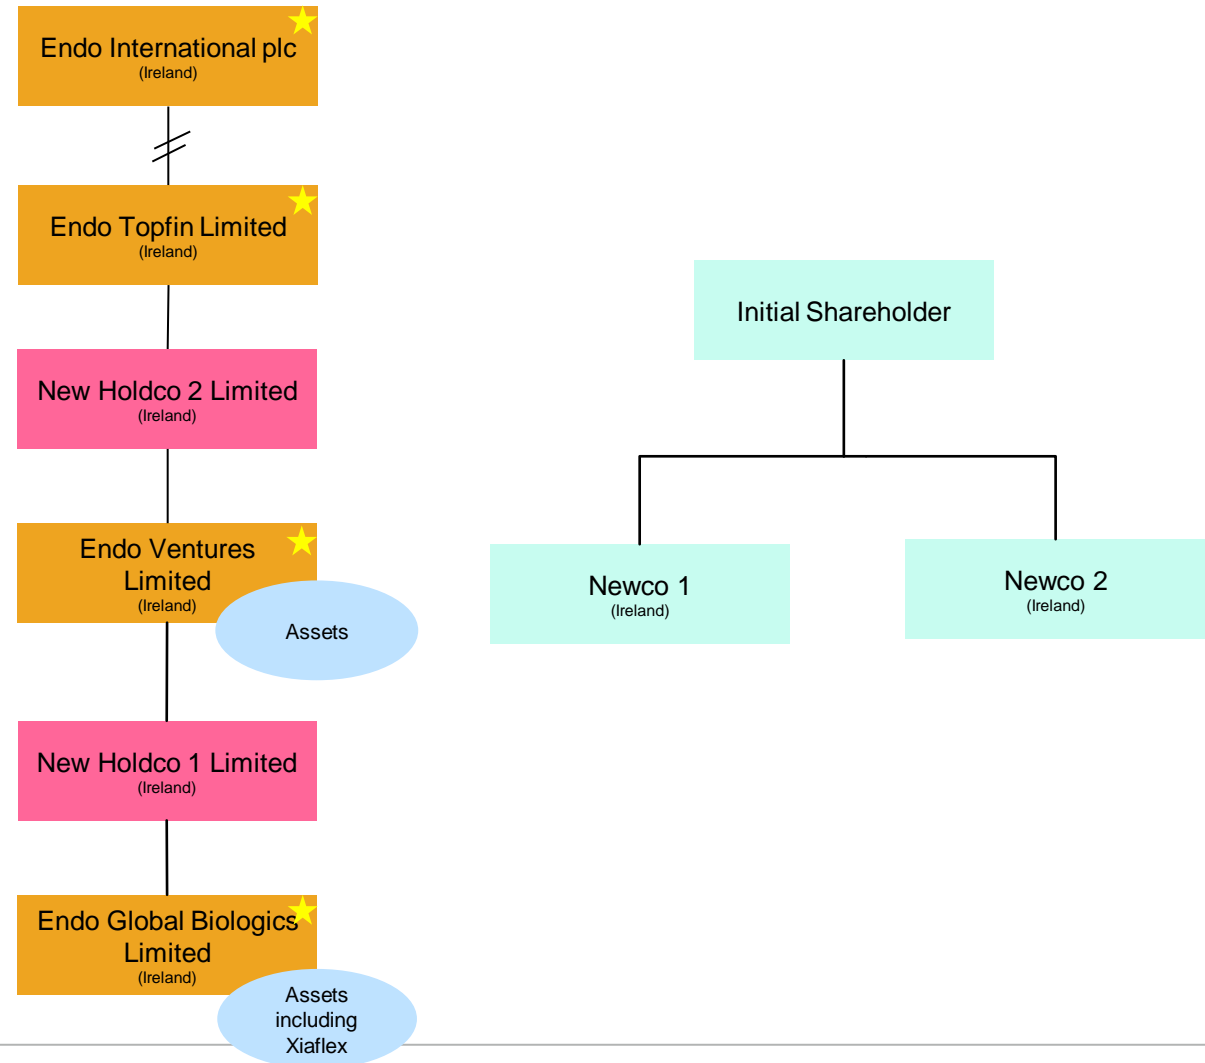 Endo International plc
(Ireland)
Endo Topfin Limited
(Ireland)
New Holdco 2 Limited
(Ireland)
Endo Ventures
Limited
(Ireland)
Assets
New Holdco 1 Limited
(Ireland)
Endo Global Biologics
Limited
(Ireland)
Assets
including
Xiaflex
Initial Shareholder
Newco 1
(Ireland)
Newco 2
(Ireland)